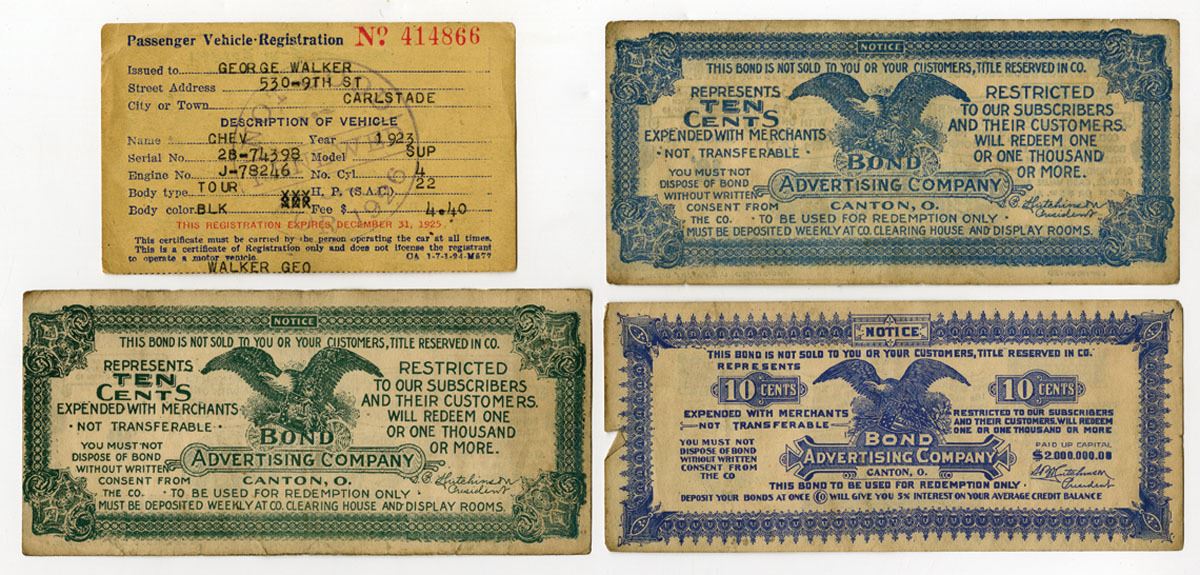 Passenger Vehicle·Registration Nº 414866
Issued to GEORGE WALKER
Street Address 530-9TH ST
City or Town CARLSTADE
DESCRIPTION OF VEHICLE
Name CHEV Year 1923
Serial No. 2B-74398 Model SUP
Engine No. J-78246 No. Cyl. 4
Body type TOUR XXX H. P. (S.A.C.) 22
Body color BLK XXX Fee $ 4.40
THIS REGISTRATION EXPIRES DECEMBER 31, 1925
This certificate must be carried by the person operating the car at all times.
This is a certificate of Registration only and does not license the registrant
to operate a motor vehicle. CA 1-7-1-24-M577
WALKER GEO
NOTICE
THIS BOND IS NOT SOLD TO YOU OR YOUR CUSTOMERS, TITLE RESERVED IN CO.
REPRESENTS
TEN
CENTS
EXPENDED WITH MERCHANTS
· NOT TRANSFERABLE ·
YOU MUST NOT
DISPOSE OF BOND
WITHOUT WRITTEN
CONSENT FROM
THE CO.
RESTRICTED
TO OUR SUBSCRIBERS
AND THEIR CUSTOMERS.
WILL REDEEM ONE
OR ONE THOUSAND
OR MORE.
BOND
ADVERTISING COMPANY
CANTON, O.
Hutchinson
President
· TO BE USED FOR REDEMPTION ONLY ·
MUST BE DEPOSITED WEEKLY AT CO. CLEARING HOUSE AND DISPLAY ROOMS.
NOTICE
THIS BOND IS NOT SOLD TO YOU OR YOUR CUSTOMERS, TITLE RESERVED IN CO.
REPRESENTS
TEN
CENTS
EXPENDED WITH MERCHANTS
· NOT TRANSFERABLE ·
YOU MUST NOT
DISPOSE OF BOND
WITHOUT WRITTEN
CONSENT FROM
THE CO.
RESTRICTED
TO OUR SUBSCRIBERS
AND THEIR CUSTOMERS.
WILL REDEEM ONE
OR ONE THOUSAND
OR MORE.
BOND
ADVERTISING COMPANY
CANTON, O.
Hutchinson
President
· TO BE USED FOR REDEMPTION ONLY ·
MUST BE DEPOSITED WEEKLY AT CO. CLEARING HOUSE AND DISPLAY ROOMS.
NOTICE
THIS BOND IS NOT SOLD TO YOU OR YOUR CUSTOMERS, TITLE RESERVED IN CO.
REPRESENTS
10 CENTS
10 CENTS
EXPENDED WITH MERCHANTS
NOT TRANSFERABLE
YOU MUST NOT
DISPOSE OF BOND
WITHOUT WRITTEN
CONSENT FROM
THE CO
RESTRICTED TO OUR SUBSCRIBERS
AND THEIR CUSTOMERS. WILL REDEEM
ONE OR ONE THOUSAND OR MORE
BOND
ADVERTISING COMPANY
CANTON, O.
PAID UP CAPITAL
$2.000.000.00
Hutchinson
President
THIS BOND TO BE USED FOR REDEMPTION ONLY ·
DEPOSIT YOUR BONDS AT ONCE CO WILL GIVE YOU 5% INTEREST ON YOUR AVERAGE CREDIT BALANCE